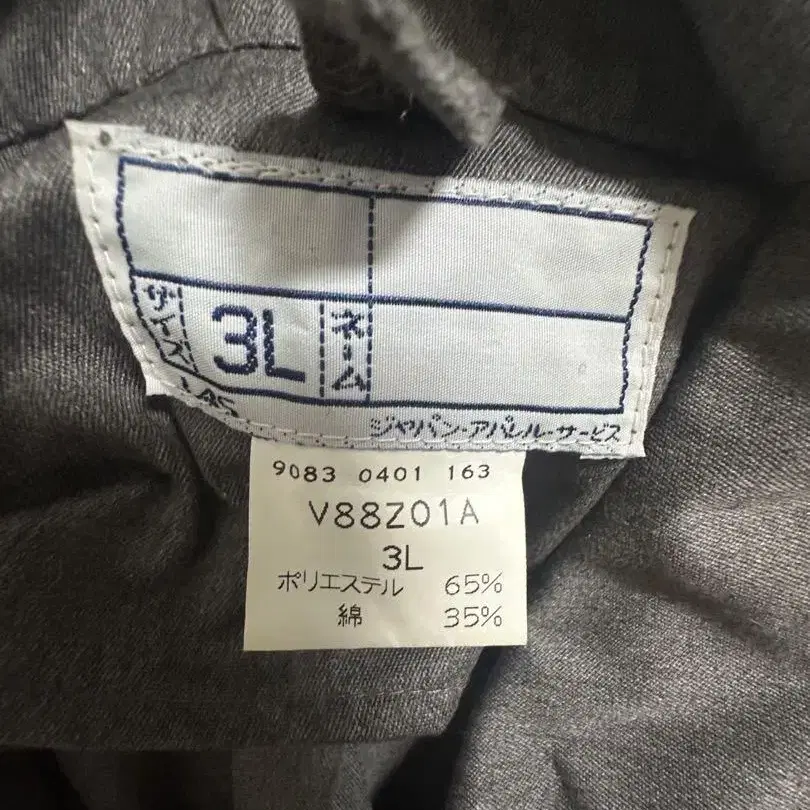 サイズ 3L ネーム
JAS
ジャパン・アパレル・サービス
9083 0401 163
V88Z01A
3L
ポリエステル 65%
綿 35%